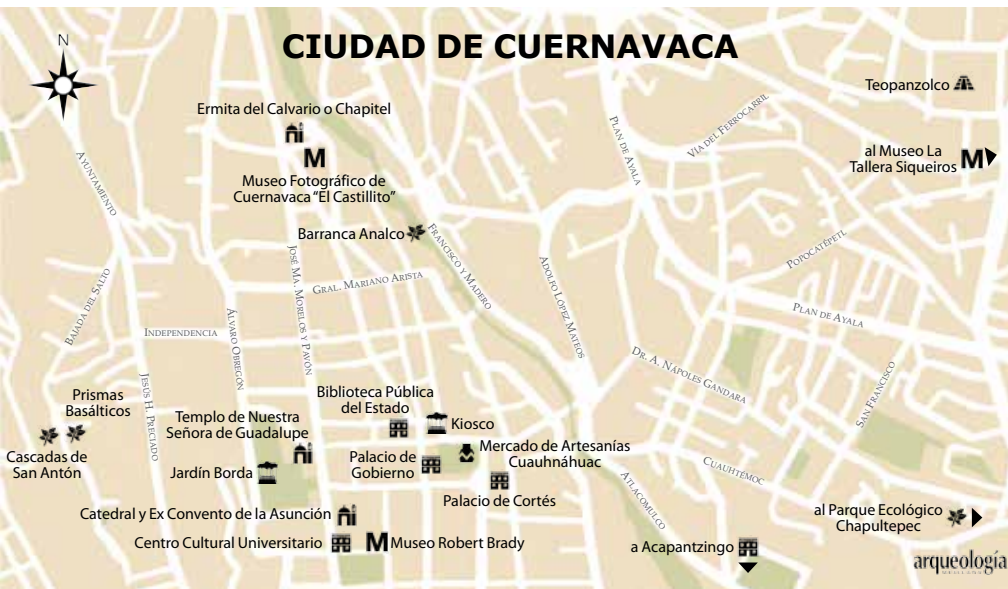 CIUDAD DE CUERNAVACA
N
Teopanzolco
Ermita del Calvario o Chapitel
PLAN DE AYALA
VÍA DEL FERROCARRIL
al Museo La
Tallera Siqueiros
M
M
AYUNTAMIENTO
Museo Fotográfico de
Cuernavaca "El Castillito"
Barranca Analco
FRANCISCO Y MADERO
POPOCATÉPETL
JOSÉ MA. MORELOS Y PAVÓN
GRAL. MARIANO ARISTA
ADOLFO LÓPEZ MATEOS
BAJADA DEL SALTO
PLAN DE AYALA
INDEPENDENCIA
ÁLVARO OBREGÓN
DR. A. NÁPOLES GANDARA
SAN FRANCISCO
JESÚS H. PRECIADO
Prismas
Basálticos
Biblioteca Pública
del Estado
Templo de Nuestra
Señora de Guadalupe
Kiosco
Cascadas de
San Antón
Jardín Borda
Palacio de
Gobierno
Mercado de Artesanías
Cuauhnáhuac
CUAUHTÉMOC
ATLACOMULCO
Palacio de Cortés
Catedral y Ex Convento de la Asunción
al Parque Ecológico
Chapultepec
Centro Cultural Universitario
M Museo Robert Brady
a Acapantzingo
arqueología